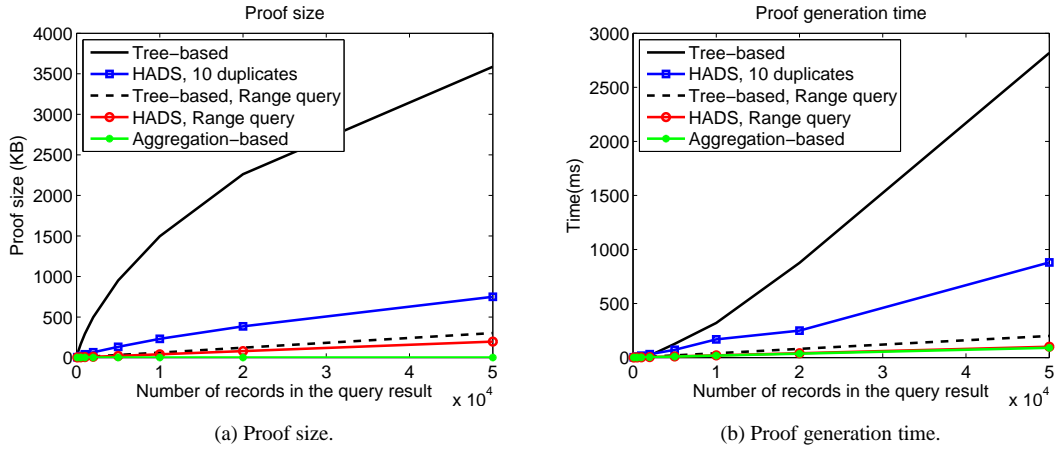 Proof size
4000
3500
3000
2500
2000
1500
1000
500
0
Proof size (KB)
Tree−based
HADS, 10 duplicates
Tree−based, Range query
HADS, Range query
Aggregation−based
0 1 2 3 4 5
x 10^4
Number of records in the query result
(a) Proof size.
Proof generation time
3000
2500
2000
1500
1000
500
0
Time(ms)
Tree−based
HADS, 10 duplicates
Tree−based, Range query
HADS, Range query
Aggregation−based
0 1 2 3 4 5
x 10^4
Number of records in the query result
(b) Proof generation time.